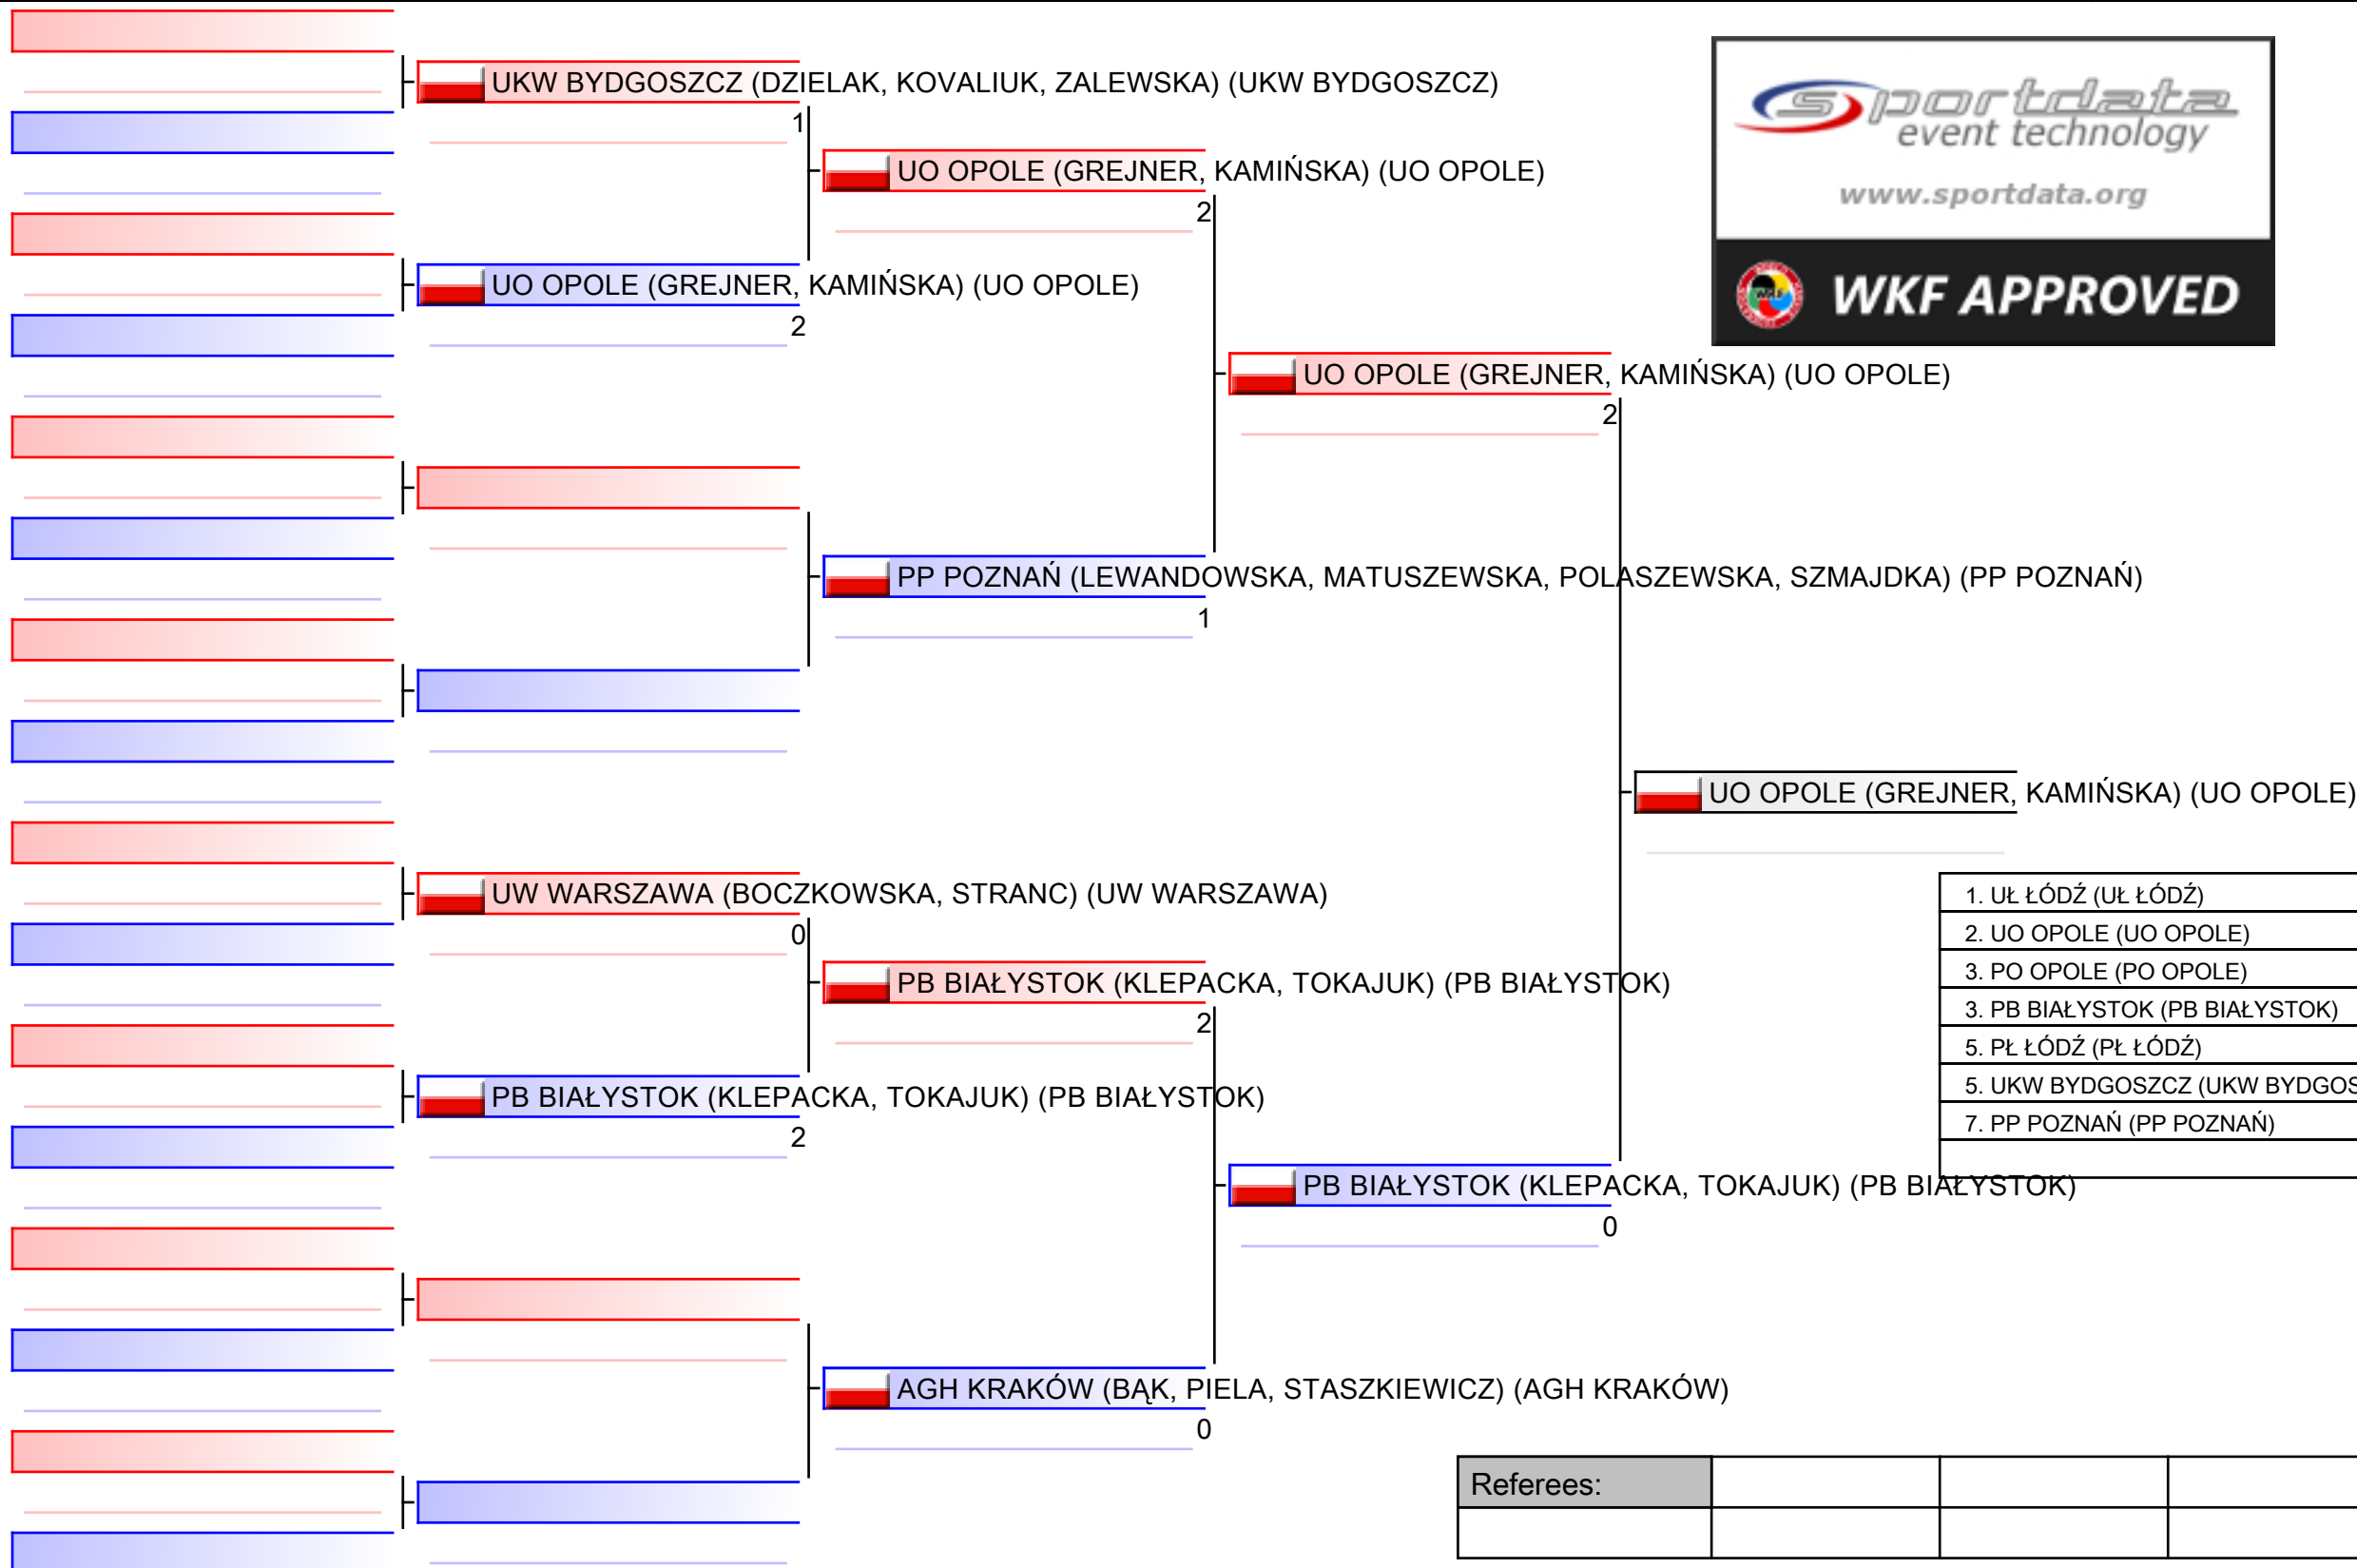 UKW BYDGOSZCZ (DZIELAK, KOVALIUK, ZALEWSKA) (UKW BYDGOSZCZ)
1
UO OPOLE (GREJNER, KAMIŃSKA) (UO OPOLE)
2
UO OPOLE (GREJNER, KAMIŃSKA) (UO OPOLE)
2
sportdata
event technology
www.sportdata.org
WKF
WKF APPROVED
UO OPOLE (GREJNER, KAMIŃSKA) (UO OPOLE)
2
PP POZNAŃ (LEWANDOWSKA, MATUSZEWSKA, POLASZEWSKA, SZMAJDKA) (PP POZNAŃ)
1
UO OPOLE (GREJNER, KAMIŃSKA) (UO OPOLE)
UW WARSZAWA (BOCZKOWSKA, STRANC) (UW WARSZAWA)
0
PB BIAŁYSTOK (KLEPACKA, TOKAJUK) (PB BIAŁYSTOK)
2
PB BIAŁYSTOK (KLEPACKA, TOKAJUK) (PB BIAŁYSTOK)
2
PB BIAŁYSTOK (KLEPACKA, TOKAJUK) (PB BIAŁYSTOK)
0
AGH KRAKÓW (BĄK, PIELA, STASZKIEWICZ) (AGH KRAKÓW)
0
1. UŁ ŁÓDŹ (UŁ ŁÓDŹ)
2. UO OPOLE (UO OPOLE)
3. PO OPOLE (PO OPOLE)
3. PB BIAŁYSTOK (PB BIAŁYSTOK)
5. PŁ ŁÓDŹ (PŁ ŁÓDŹ)
5. UKW BYDGOSZCZ (UKW BYDGOS
7. PP POZNAŃ (PP POZNAŃ)
Referees: